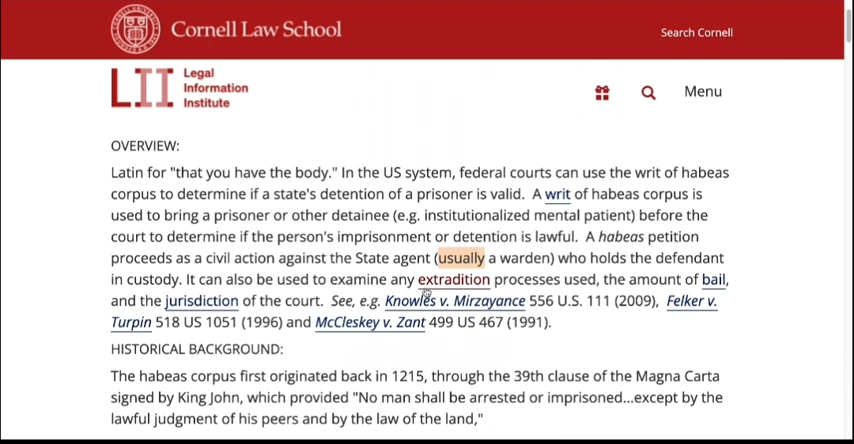 Cornell Law School
Search Cornell
LII Legal
Information
Institute
Menu
OVERVIEW:
Latin for "that you have the body." In the US system, federal courts can use the writ of habeas
corpus to determine if a state's detention of a prisoner is valid.  A writ of habeas corpus is
used to bring a prisoner or other detainee (e.g. institutionalized mental patient) before the
court to determine if the person's imprisonment or detention is lawful.  A habeas petition
proceeds as a civil action against the State agent (usually a warden) who holds the defendant
in custody. It can also be used to examine any extradition processes used, the amount of bail,
and the jurisdiction of the court.  See, e.g. Knowles v. Mirzayance 556 U.S. 111 (2009),  Felker v.
Turpin 518 US 1051 (1996) and McCleskey v. Zant 499 US 467 (1991).
HISTORICAL BACKGROUND:
The habeas corpus first originated back in 1215, through the 39th clause of the Magna Carta
signed by King John, which provided "No man shall be arrested or imprisoned...except by the
lawful judgment of his peers and by the law of the land,"